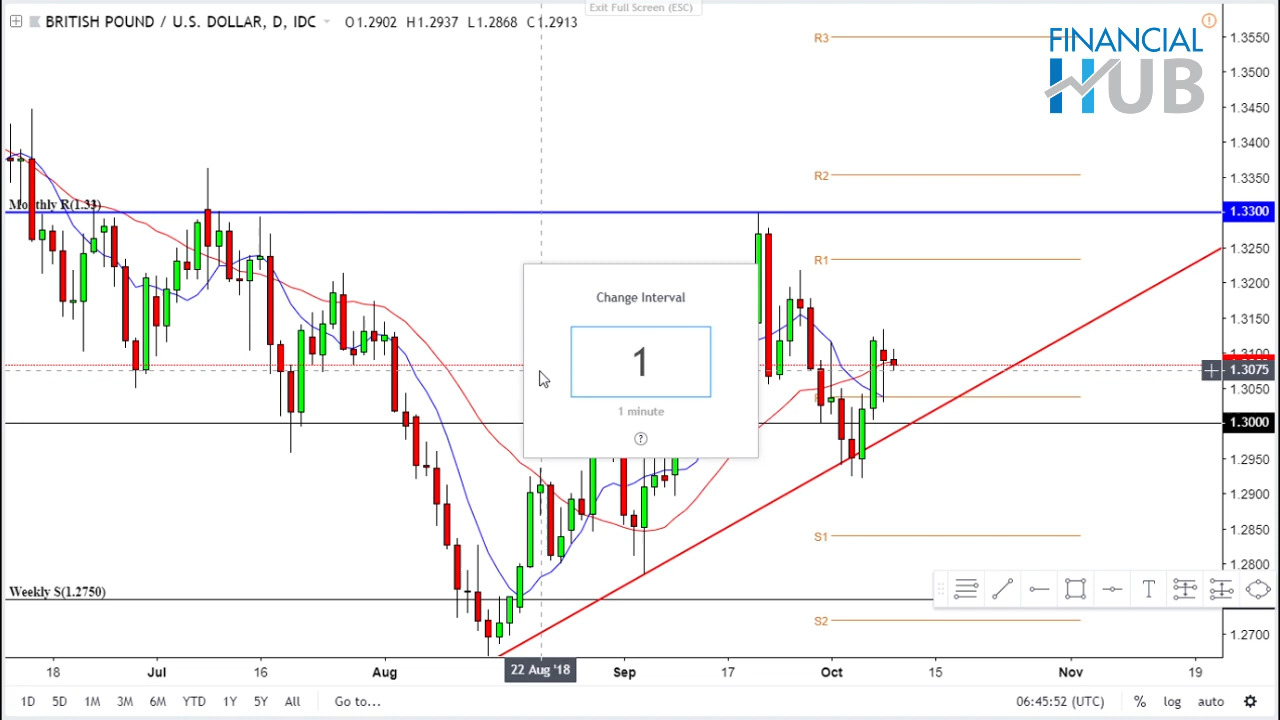 Exit Full Screen (ESC)
BRITISH POUND / U.S. DOLLAR, D, IDC O1.2902 H1.2937 L1.2868 C1.2913
FINANCIAL
HUB
R3
R2
R1
S1
S2
Monthly R(1.33)
Weekly S(1.2750)
Change Interval
1
1 minute
?
T
1.3550
1.3500
1.3450
1.3400
1.3350
1.3300
1.3250
1.3200
1.3150
1.3100
1.3075
1.3050
1.3000
1.2950
1.2900
1.2850
1.2800
1.2700
18 Jul 16 Aug 22 Aug '18 Sep 17 Oct 15 Nov 19
1D 5D 1M 3M 6M YTD 1Y 5Y All Go to... 06:45:52 (UTC) % log auto